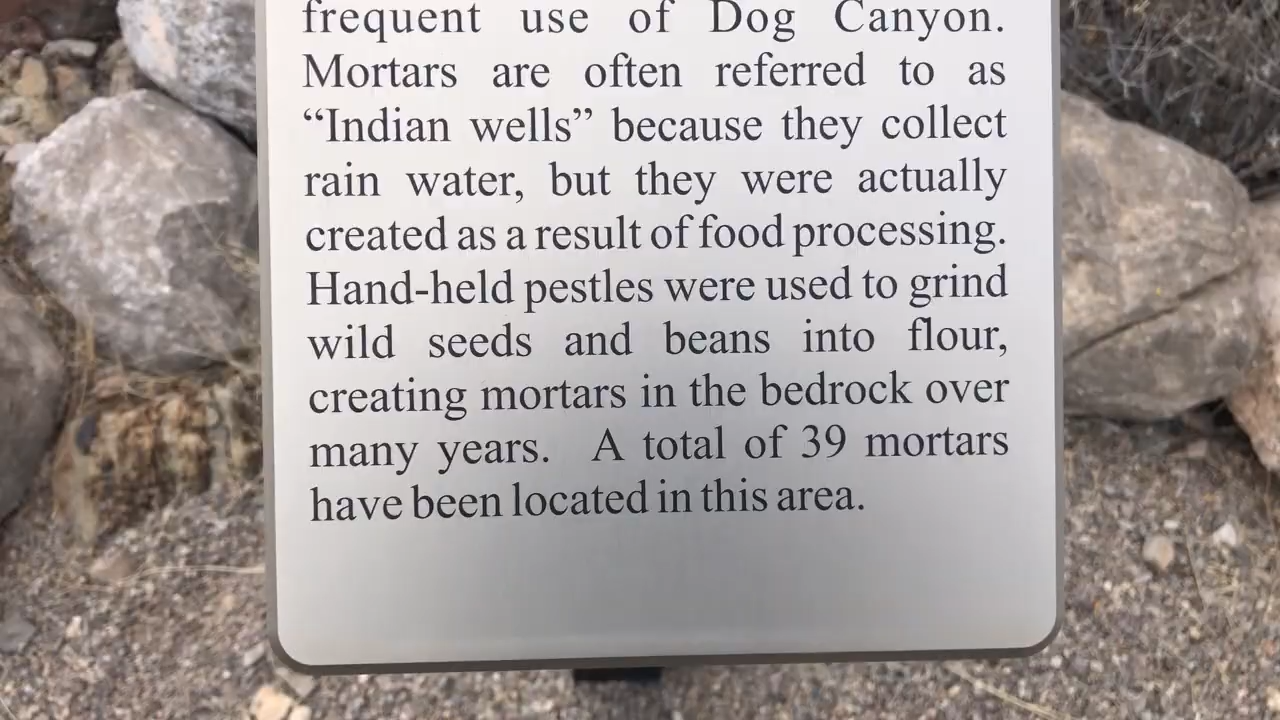 frequent use of Dog Canyon.
Mortars are often referred to as
“Indian wells” because they collect
rain water, but they were actually
created as a result of food processing.
Hand-held pestles were used to grind
wild seeds and beans into flour,
creating mortars in the bedrock over
many years.  A total of 39 mortars
have been located in this area.